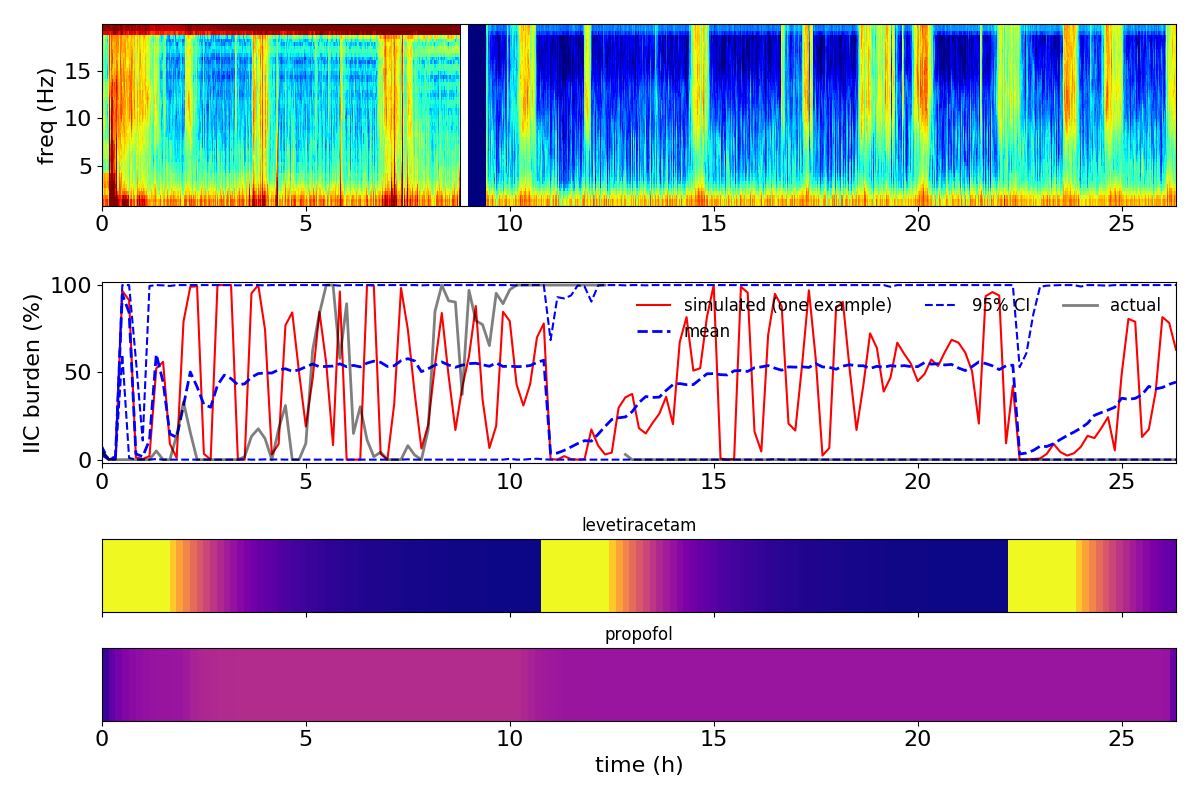 freq (Hz)
15
10
5
0 5 10 15 20 25
IIC burden (%)
100
50
0
simulated (one example) 95% CI actual
mean
0 5 10 15 20 25
levetiracetam
propofol
0 5 10 15 20 25
time (h)